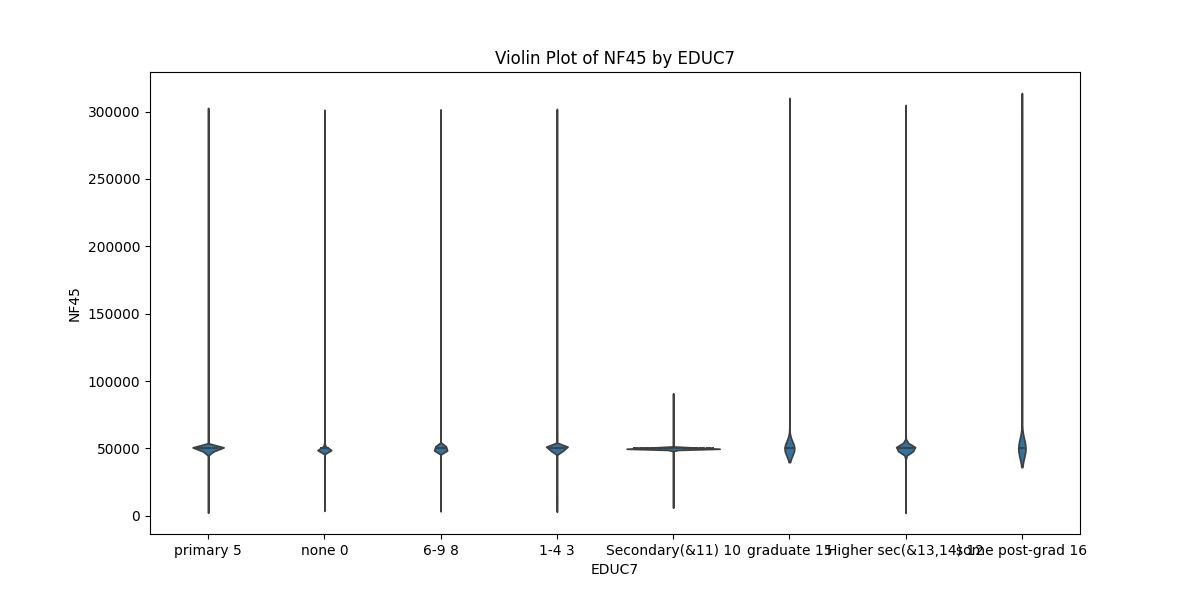 Violin Plot of NF45 by EDUC7
300000
250000
200000
150000
100000
50000
0
NF45
primary 5
none 0
6-9 8
1-4 3
Secondary(&11) 10
graduate 15
Higher sec(&13,14) 12
some post-grad 16
EDUC7